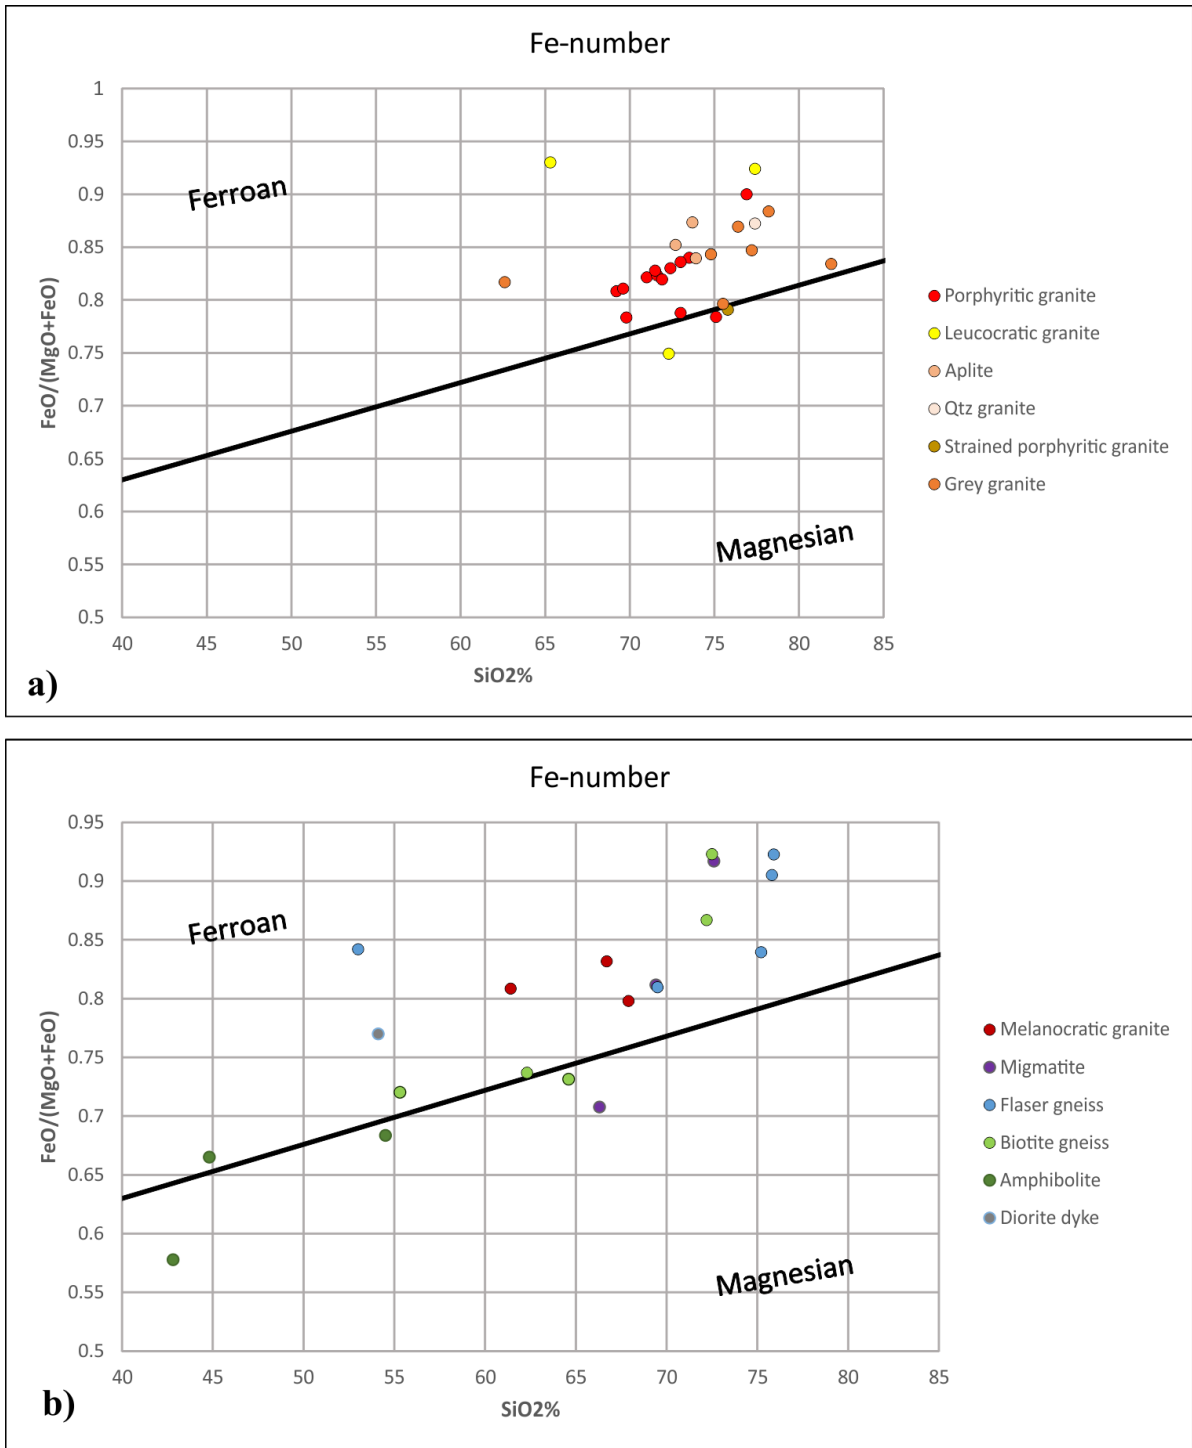 Fe-number
1
0.95
0.9
0.85
0.8
0.75
0.7
0.65
0.6
0.55
0.5
FeO/(MgO+FeO)
Ferroan
Magnesian
40 45 50 55 60 65 70 75 80 85
SiO2%
Porphyritic granite
Leucocratic granite
Aplite
Qtz granite
Strained porphyritic granite
Grey granite
a)
Fe-number
0.95
0.9
0.85
0.8
0.75
0.7
0.65
0.6
0.55
0.5
FeO/(MgO+FeO)
Ferroan
Magnesian
40 45 50 55 60 65 70 75 80 85
SiO2%
Melanocratic granite
Migmatite
Flaser gneiss
Biotite gneiss
Amphibolite
Diorite dyke
b)